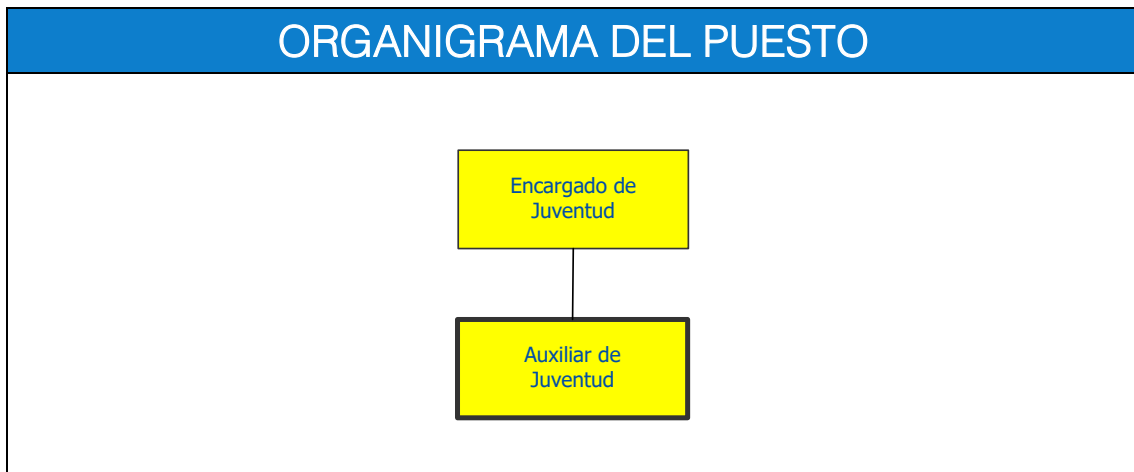 ORGANIGRAMA DEL PUESTO
Encargado de
Juventud
Auxiliar de
Juventud